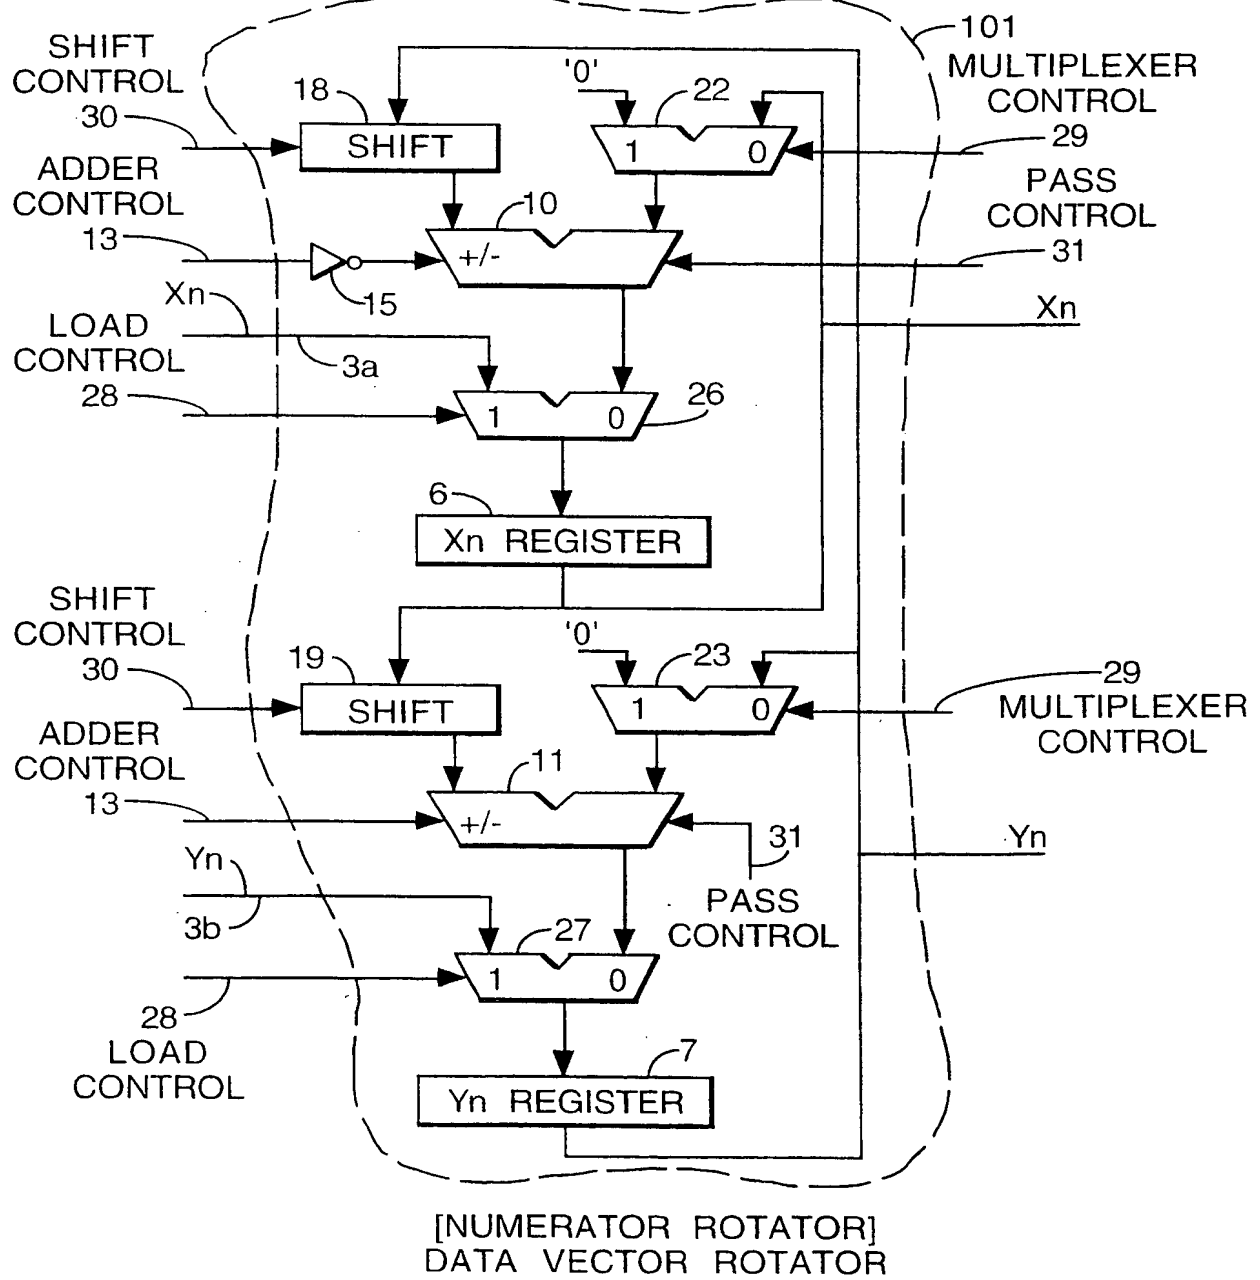 101
SHIFT
CONTROL
30
'0'
MULTIPLEXER
CONTROL
18
22
29
SHIFT
1 0
ADDER
CONTROL
13
PASS
CONTROL
31
10
+/-
15
Xn
Xn
LOAD
CONTROL
28
3a
26
1 0
6
Xn REGISTER
SHIFT
CONTROL
30
'0'
19
23
29
SHIFT
1 0
MULTIPLEXER
CONTROL
ADDER
CONTROL
13
11
+/-
31
PASS
CONTROL
Yn
Yn
3b
27
1 0
28
LOAD
CONTROL
7
Yn REGISTER
[NUMERATOR ROTATOR]
DATA VECTOR ROTATOR